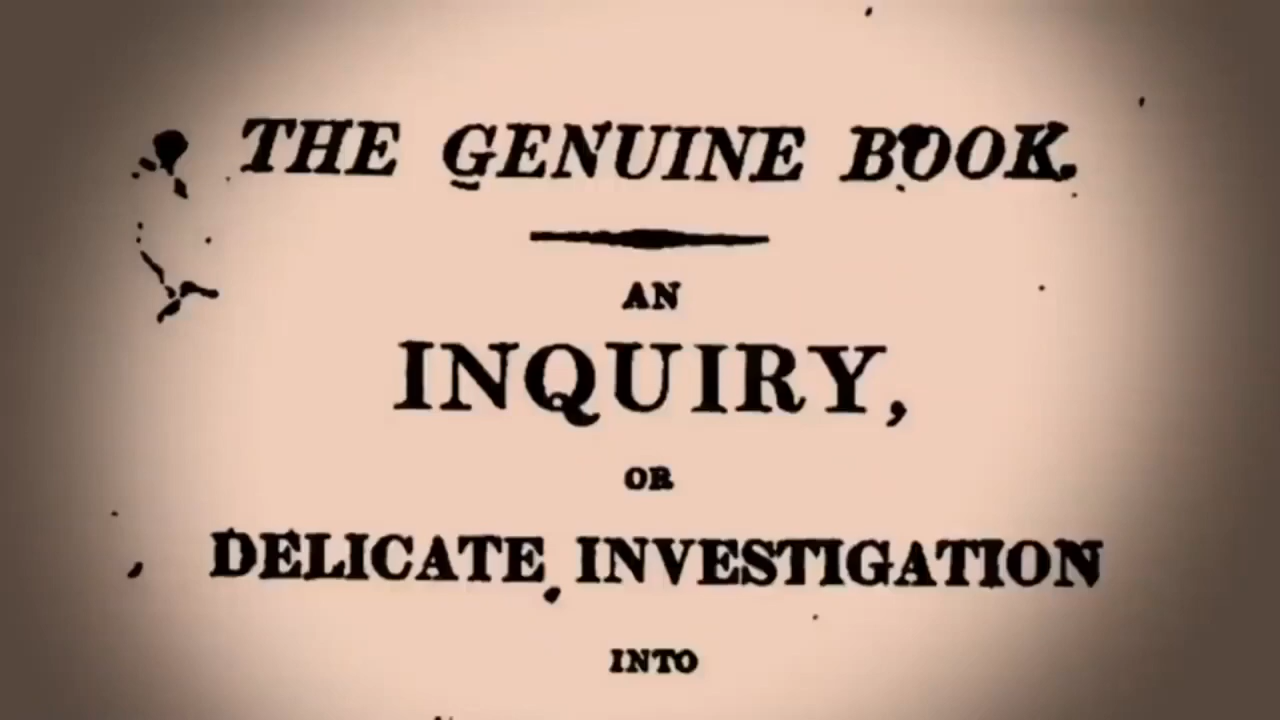 THE GENUINE BOOK.
AN
INQUIRY,
OR
DELICATE INVESTIGATION
INTO